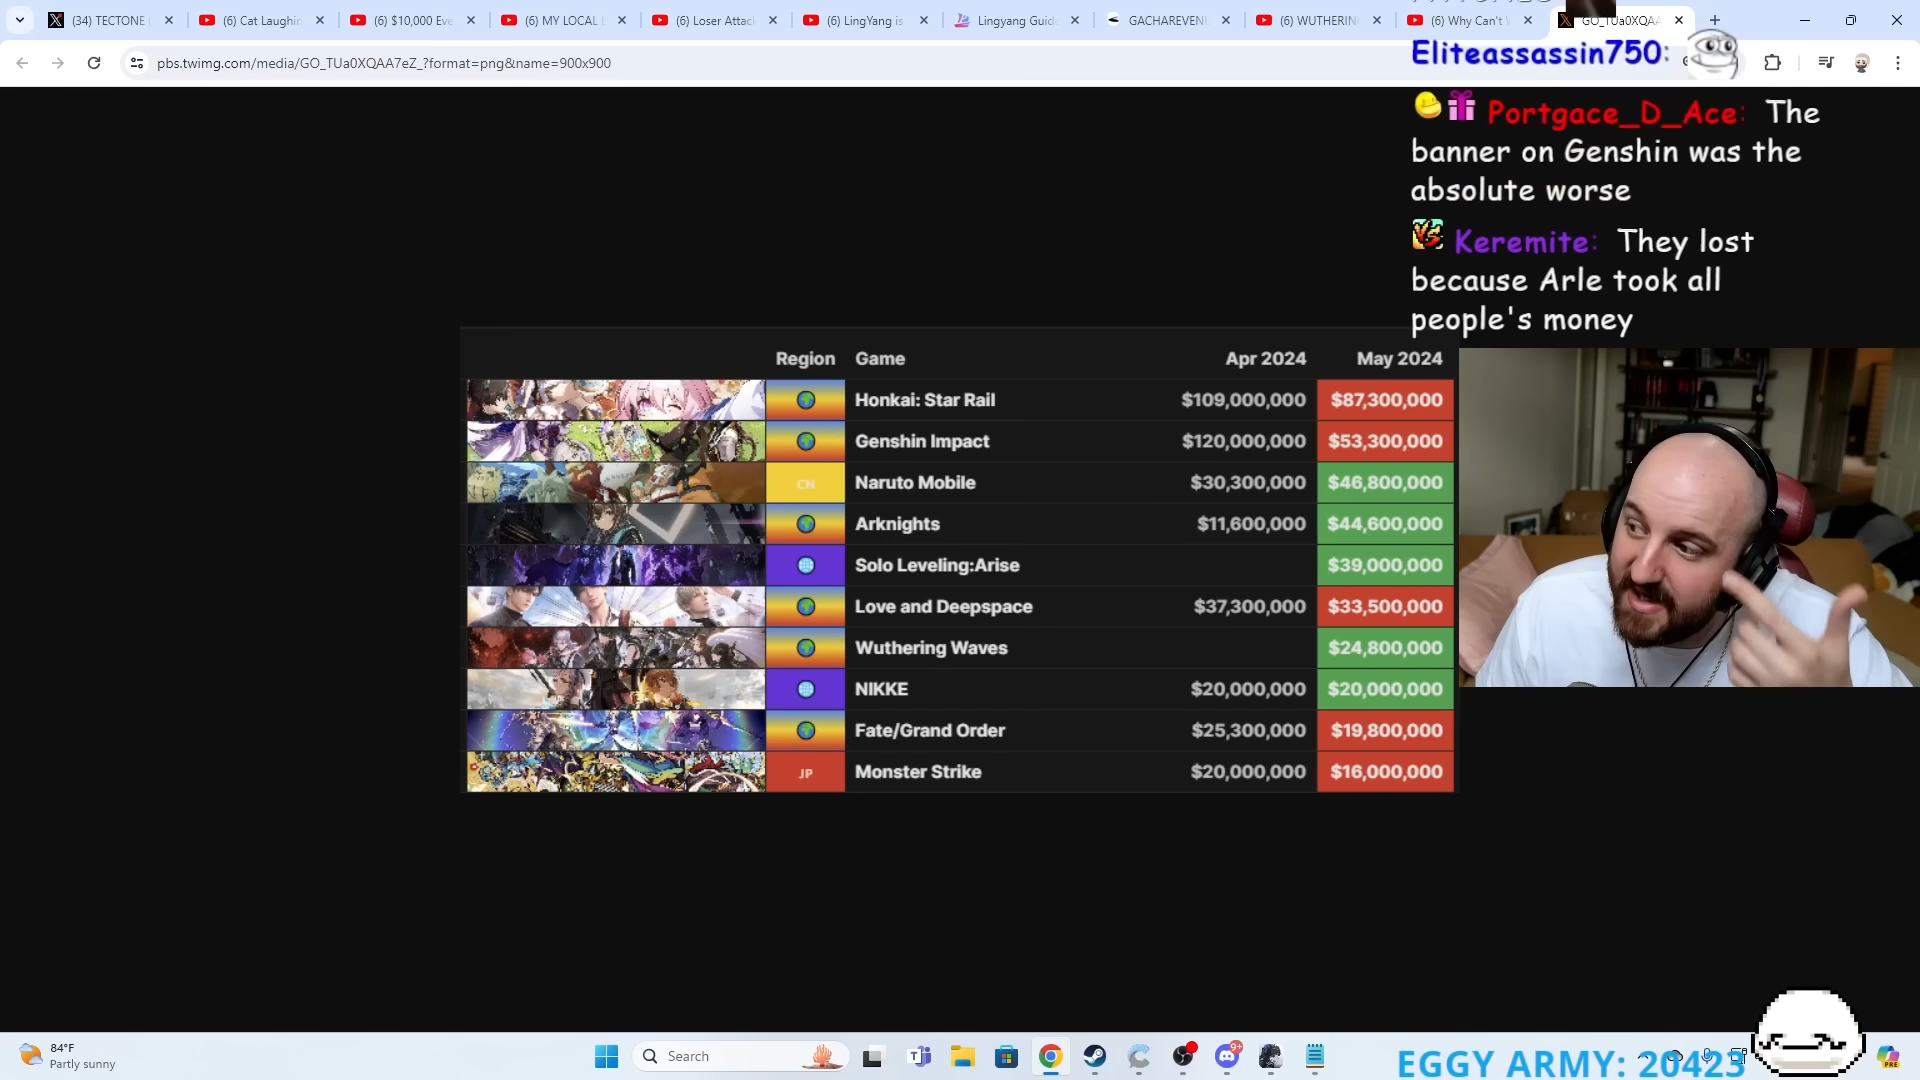 (34) TECTONE
(6) Cat Laughin
(6) $10,000 Eve
(6) MY LOCAL
(6) Loser Attack
(6) LingYang is
Lingyang Guide
GACHAREVENU
(6) WUTHERIN
(6) Why Can't
GO_TUa0XQAA
pbs.twimg.com/media/GO_TUa0XQAA7eZ_?format=png&name=900x900
Eliteassassin750:
Portgace_D_Ace: The
banner on Genshin was the
absolute worse
Keremite: They lost
because Arle took all
people's money
Region Game Apr 2024 May 2024
Honkai: Star Rail $109,000,000 $87,300,000
Genshin Impact $120,000,000 $53,300,000
CN Naruto Mobile $30,300,000 $46,800,000
Arknights $11,600,000 $44,600,000
Solo Leveling:Arise $39,000,000
Love and Deepspace $37,300,000 $33,500,000
Wuthering Waves $24,800,000
NIKKE $20,000,000 $20,000,000
Fate/Grand Order $25,300,000 $19,800,000
JP Monster Strike $20,000,000 $16,000,000
84°F
Partly sunny
Search
9+
EGGY ARMY: 20423
PRE